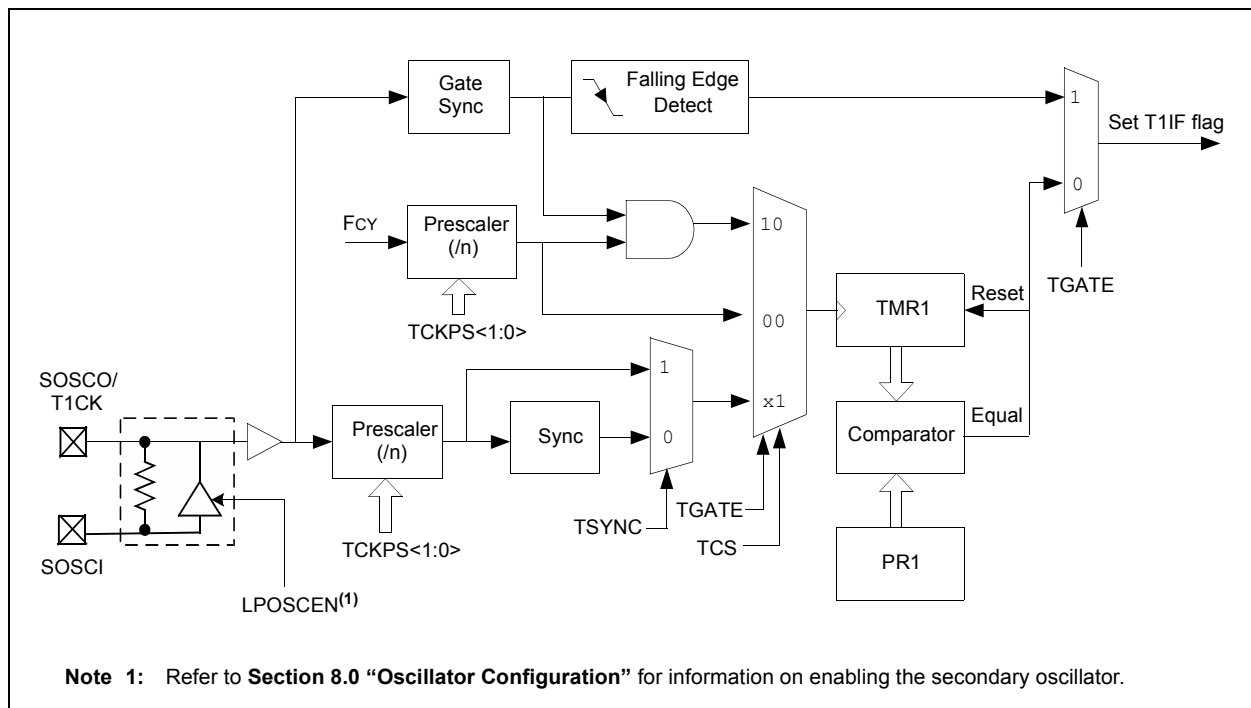 Gate
Sync
Falling Edge
Detect
1
Set T1IF flag
0
TGATE
FCY
Prescaler
(/n)
TCKPS<1:0>
10
00
x1
TMR1
Reset
SOSCO/
T1CK
SOSCI
LPOSCEN(1)
Prescaler
(/n)
TCKPS<1:0>
Sync
1
0
TSYNC
TGATE
TCS
Comparator
Equal
PR1
Note 1: Refer to Section 8.0 “Oscillator Configuration” for information on enabling the secondary oscillator.